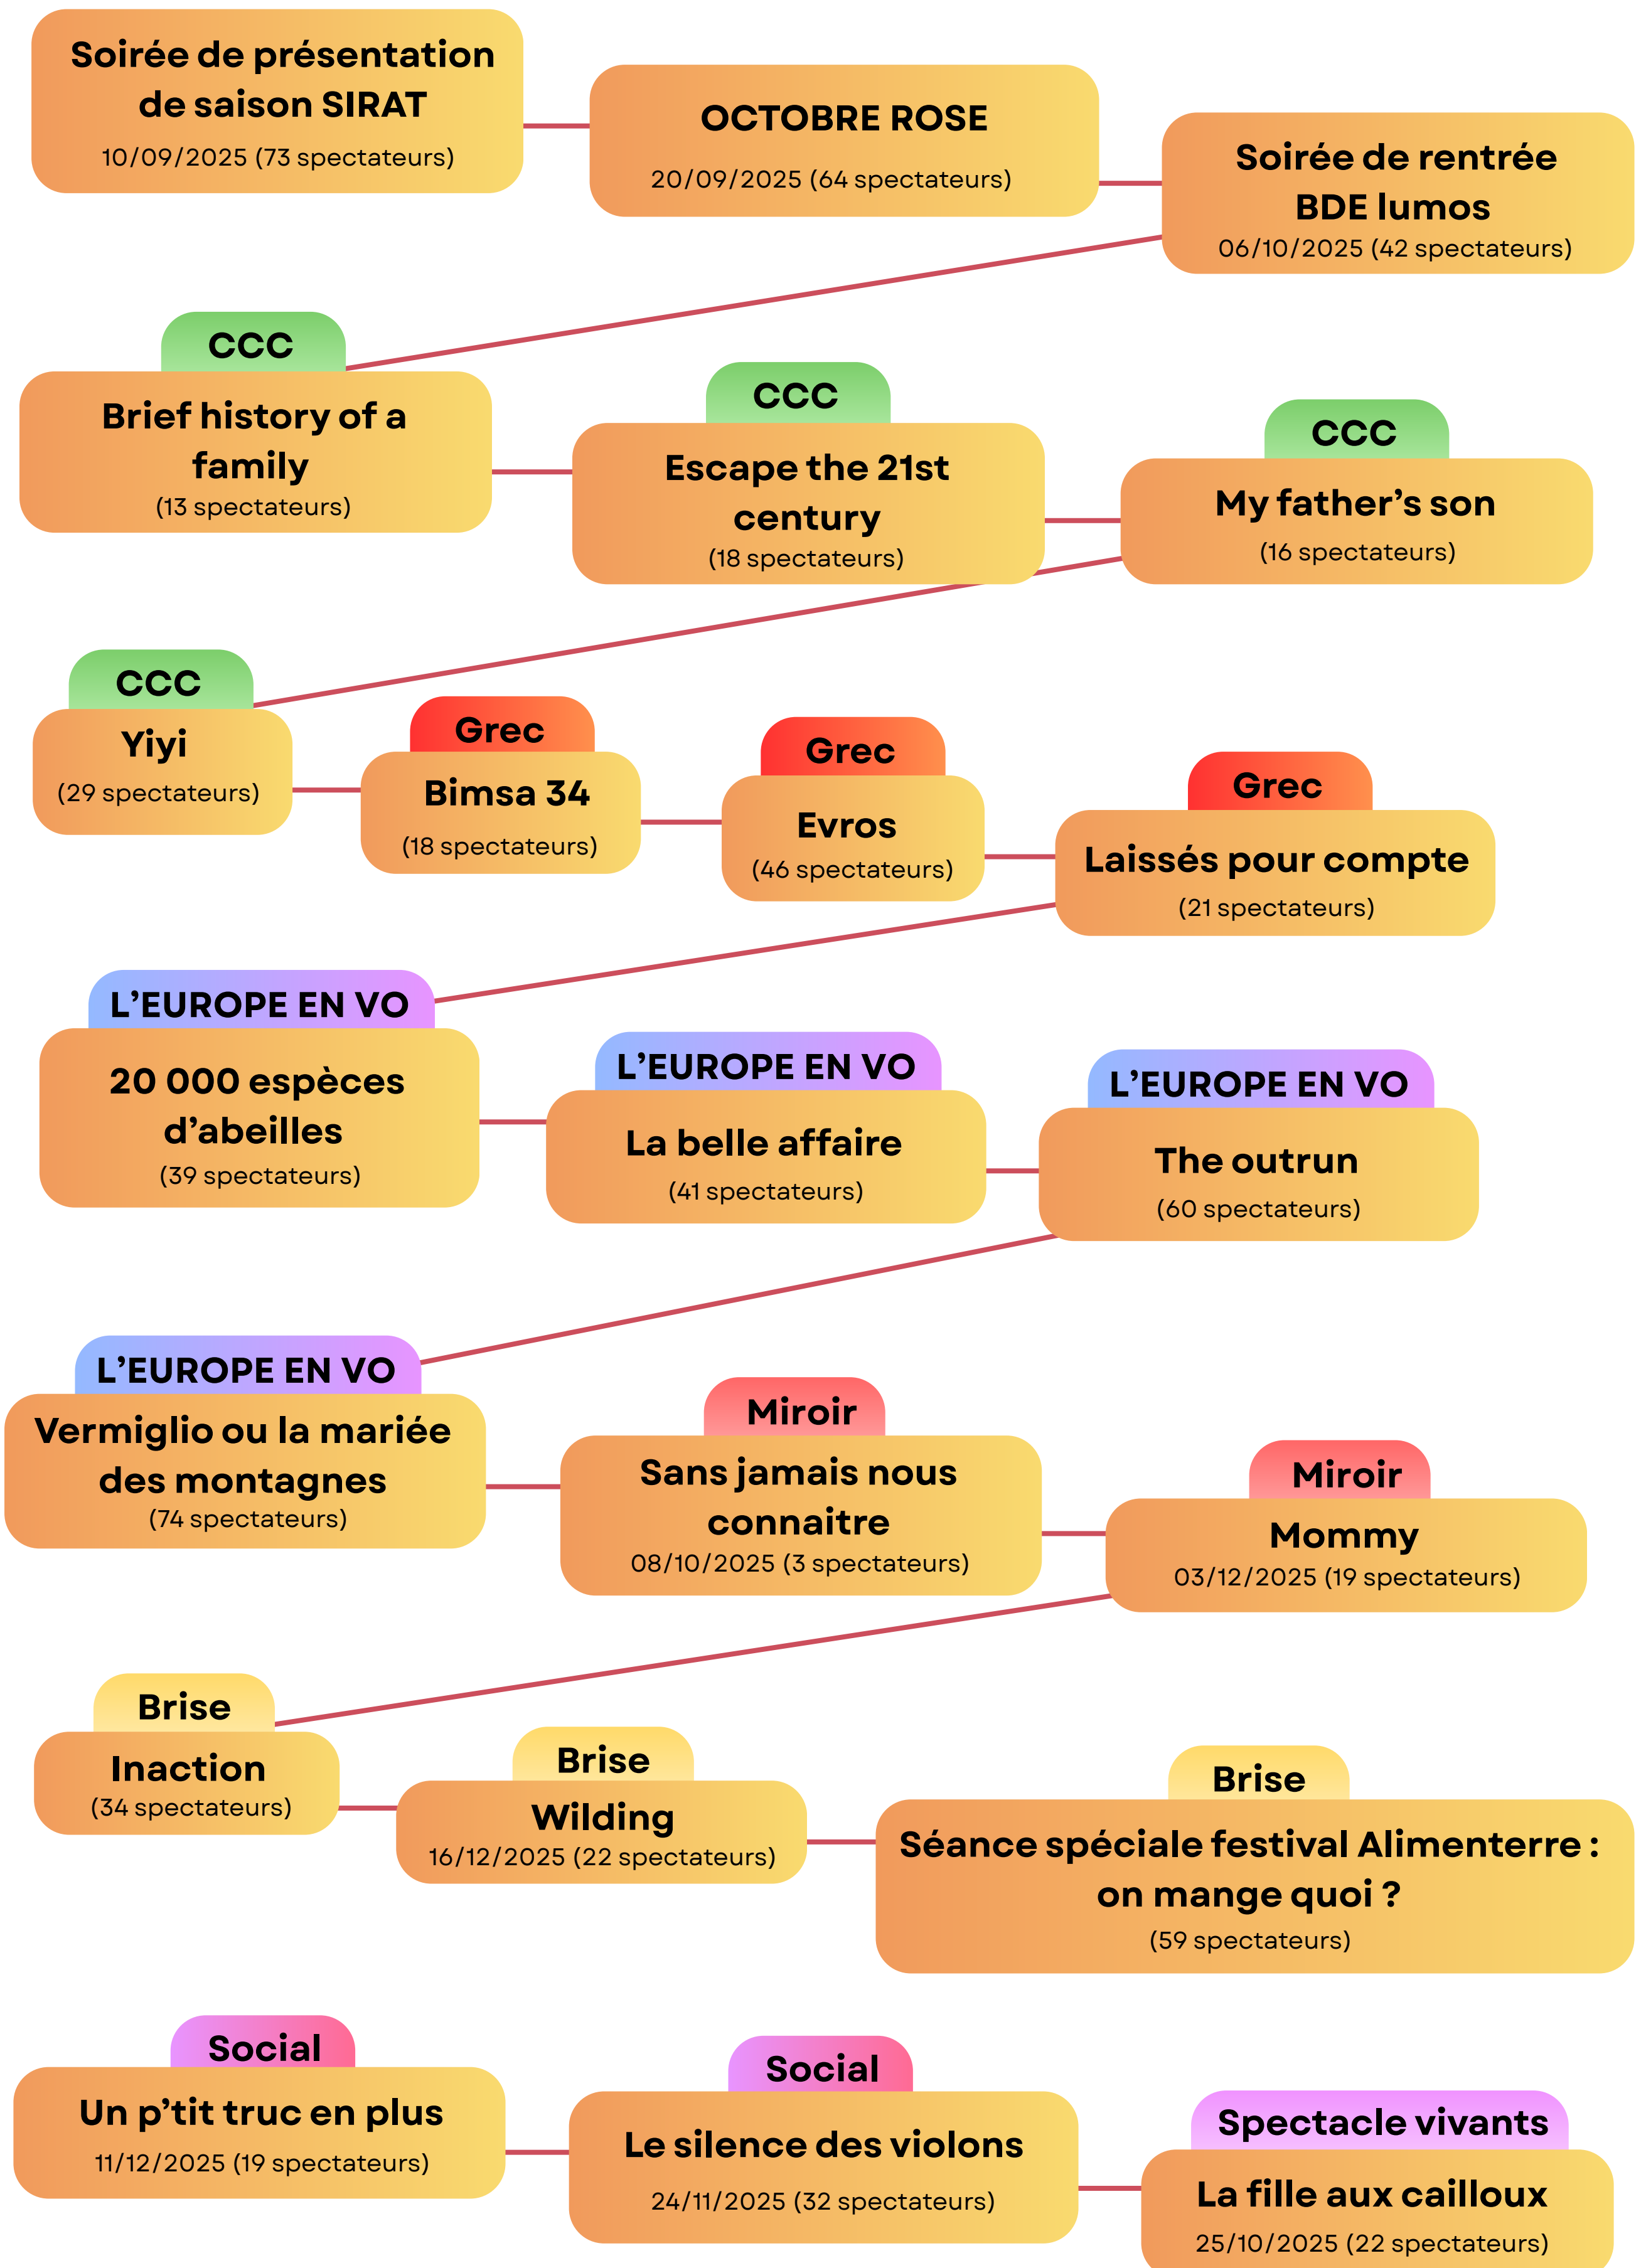 Soirée de présentation
de saison SIRAT
10/09/2025 (73 spectateurs)
OCTOBRE ROSE
20/09/2025 (64 spectateurs)
Soirée de rentrée
BDE lumos
06/10/2025 (42 spectateurs)
CCC
Brief history of a
family
(13 spectateurs)
CCC
Escape the 21st
century
(18 spectateurs)
CCC
My father's son
(16 spectateurs)
CCC
Yiyi
(29 spectateurs)
Grec
Bimsa 34
(18 spectateurs)
Grec
Evros
(46 spectateurs)
Grec
Laissés pour compte
(21 spectateurs)
L'EUROPE EN VO
20 000 espèces
d'abeilles
(39 spectateurs)
L'EUROPE EN VO
La belle affaire
(41 spectateurs)
L'EUROPE EN VO
The outrun
(60 spectateurs)
L'EUROPE EN VO
Vermiglio ou la mariée
des montagnes
(74 spectateurs)
Miroir
Sans jamais nous
connaitre
08/10/2025 (3 spectateurs)
Miroir
Mommy
03/12/2025 (19 spectateurs)
Brise
Inaction
(34 spectateurs)
Brise
Wilding
16/12/2025 (22 spectateurs)
Brise
Séance spéciale festival Alimenterre :
on mange quoi ?
(59 spectateurs)
Social
Un p'tit truc en plus
11/12/2025 (19 spectateurs)
Social
Le silence des violons
24/11/2025 (32 spectateurs)
Spectacle vivants
La fille aux cailloux
25/10/2025 (22 spectateurs)